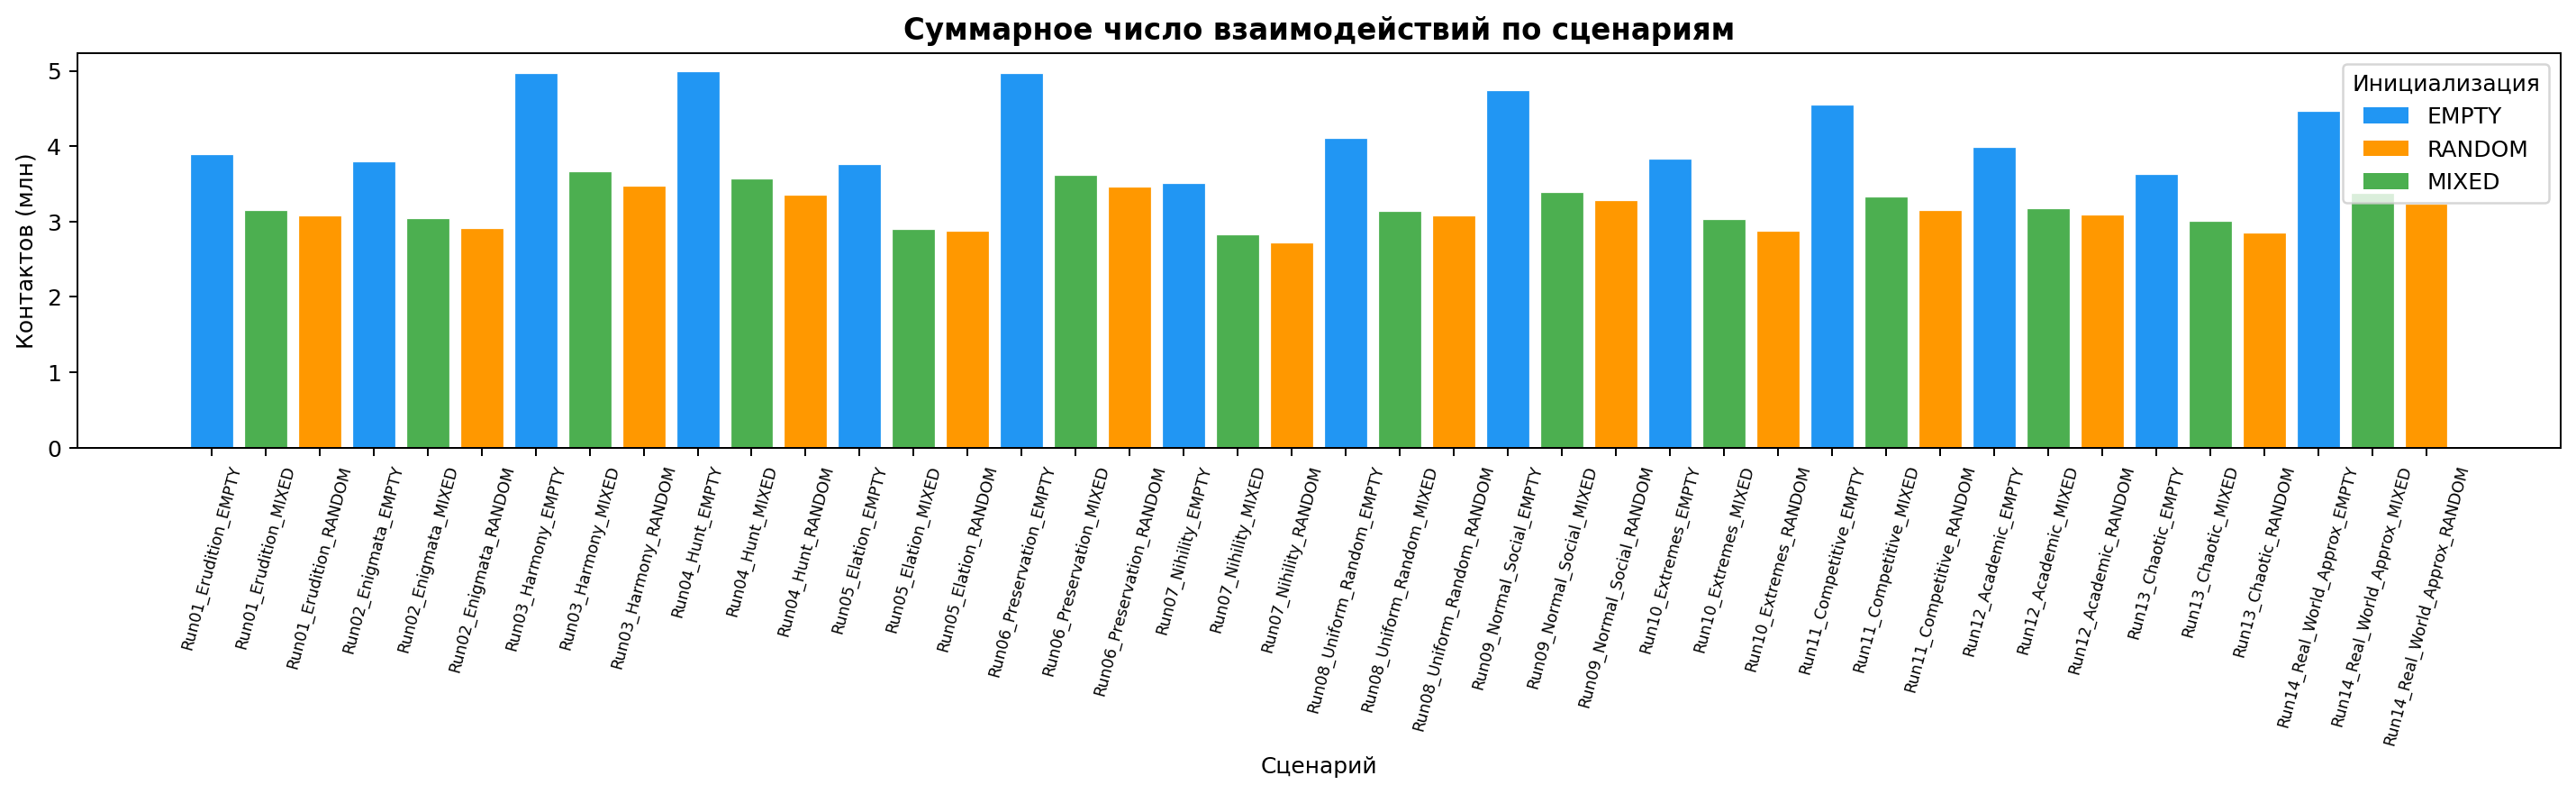 Суммарное число взаимодействий по сценариям
Контактов (млн)
5
4
3
2
1
0
Инициализация
EMPTY
RANDOM
MIXED
Run01_Erudition_EMPTY
Run01_Erudition_MIXED
Run01_Erudition_RANDOM
Run02_Enigmata_EMPTY
Run02_Enigmata_MIXED
Run02_Enigmata_RANDOM
Run03_Harmony_EMPTY
Run03_Harmony_MIXED
Run03_Harmony_RANDOM
Run04_Hunt_EMPTY
Run04_Hunt_MIXED
Run04_Hunt_RANDOM
Run05_Elation_EMPTY
Run05_Elation_MIXED
Run05_Elation_RANDOM
Run06_Preservation_EMPTY
Run06_Preservation_MIXED
Run06_Preservation_RANDOM
Run07_Nihility_EMPTY
Run07_Nihility_MIXED
Run07_Nihility_RANDOM
Run08_Uniform_Random_EMPTY
Run08_Uniform_Random_MIXED
Run08_Uniform_Random_RANDOM
Run09_Normal_Social_EMPTY
Run09_Normal_Social_MIXED
Run09_Normal_Social_RANDOM
Run10_Extremes_EMPTY
Run10_Extremes_MIXED
Run10_Extremes_RANDOM
Run11_Competitive_EMPTY
Run11_Competitive_MIXED
Run11_Competitive_RANDOM
Run12_Academic_EMPTY
Run12_Academic_MIXED
Run12_Academic_RANDOM
Run13_Chaotic_EMPTY
Run13_Chaotic_MIXED
Run13_Chaotic_RANDOM
Run14_Real_World_Approx_EMPTY
Run14_Real_World_Approx_MIXED
Run14_Real_World_Approx_RANDOM
Сценарий